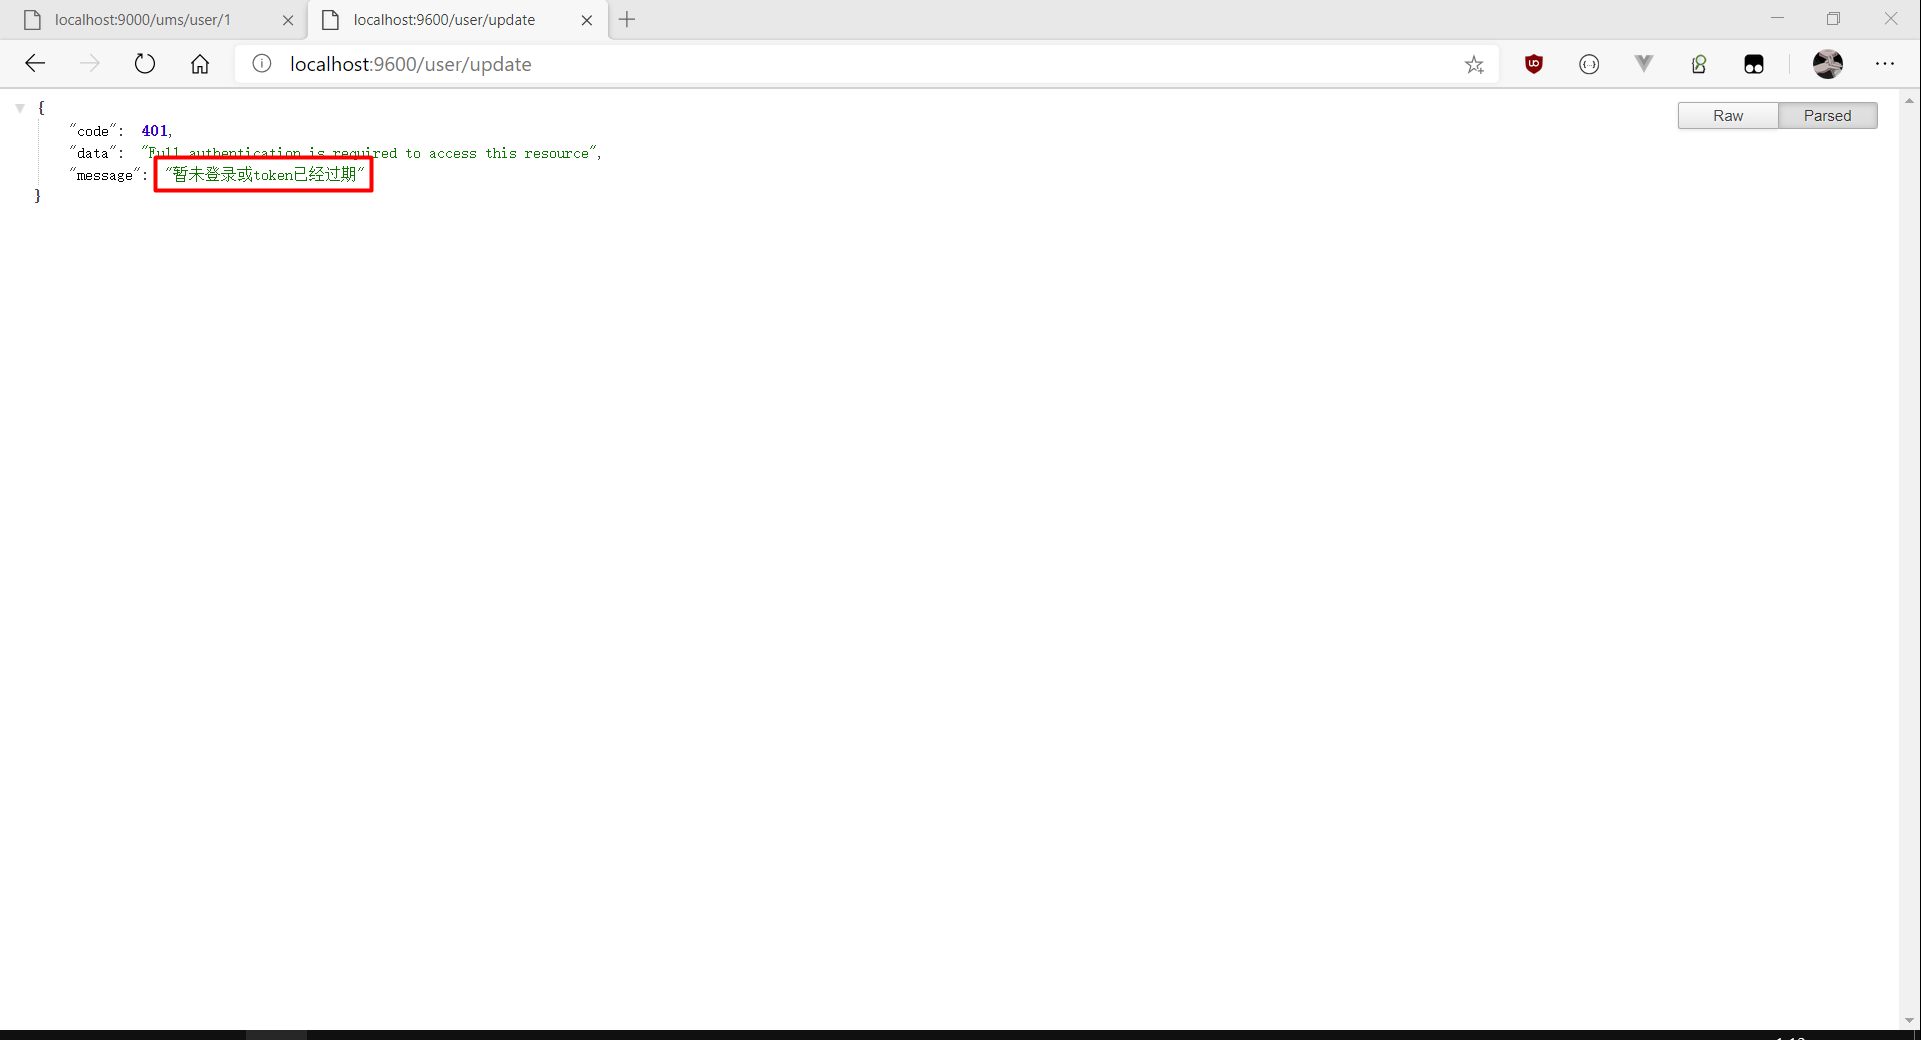 localhost:9000/ums/user/1
localhost:9600/user/update
localhost:9600/user/update
Raw
Parsed
{
"code": 401,
"data": "Full authentication is required to access this resource",
"message": "暂未登录或token已经过期"
}